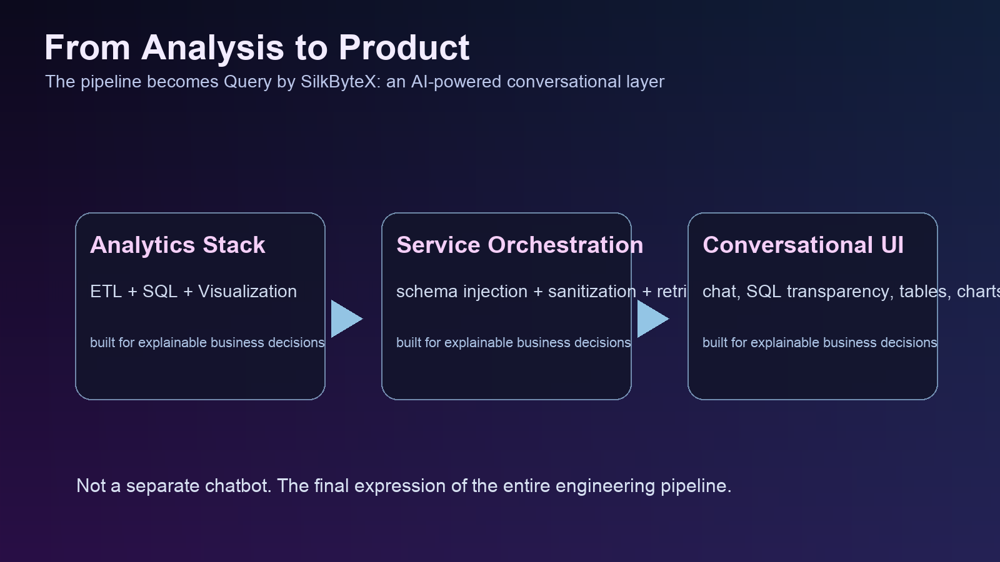 From Analysis to Product
The pipeline becomes Query by SilkByteX: an AI-powered conversational layer
Analytics Stack
ETL + SQL + Visualization
built for explainable business decisions
Service Orchestration
schema injection + sanitization + retri
built for explainable business decisions
Conversational UI
chat, SQL transparency, tables, charts
built for explainable business decisions
Not a separate chatbot. The final expression of the entire engineering pipeline.